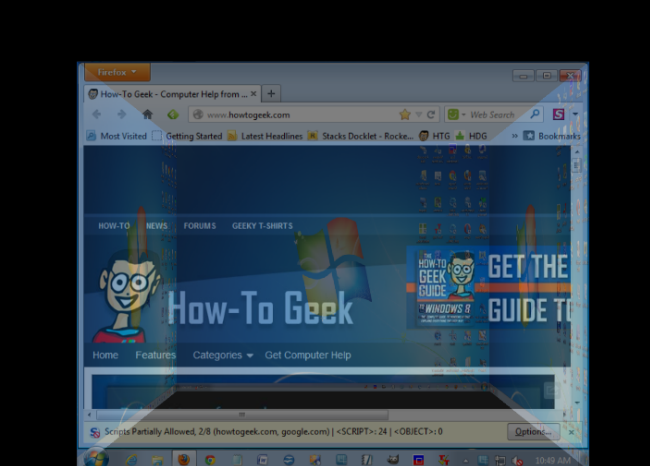 Firefox
How-To Geek - Computer Help from ...
www.howtogeek.com
Web Search
Most Visited Getting Started Latest Headlines Stacks Docklet - Rocke... HTG HDG » Bookmarks
HOW-TO NEWS FORUMS GEEKY T-SHIRTS
THE
HOW-TO
GEEK
GUIDE
TO
WINDOWS 8
GET THE
GUIDE TO
How-To Geek
Home Features Categories Get Computer Help
Scripts Partially Allowed, 2/8 (howtogeek.com, google.com) | <SCRIPT>: 24 | <OBJECT>: 0 Options...
10:49 AM